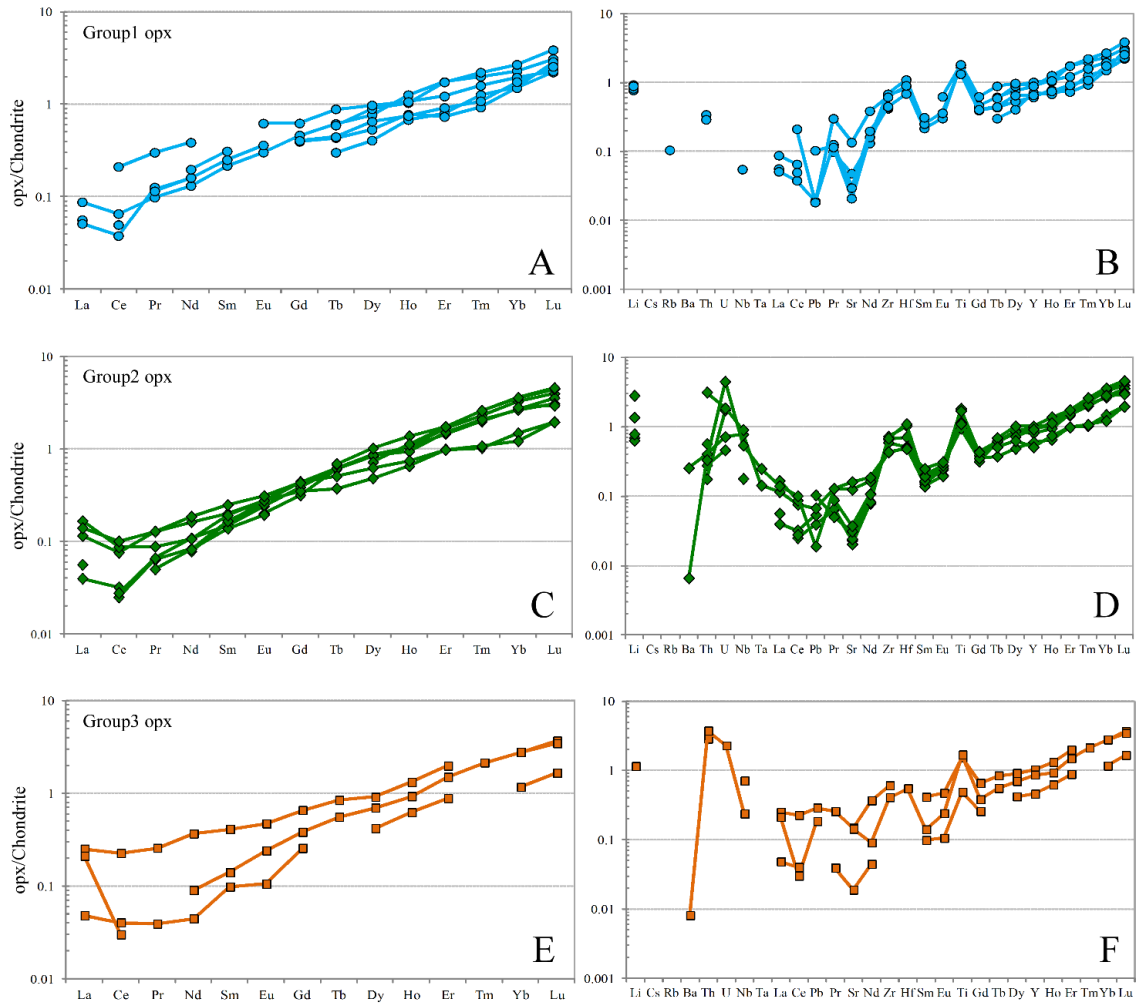 Group1 opx
opx/Chondrite
10
1
0.1
0.01
La Ce Pr Nd Sm Eu Gd Tb Dy Ho Er Tm Yb Lu
A
10
1
0.1
0.01
0.001
Li Cs Rb Ba Th U Nb Ta La Ce Pb Pr Sr Nd Zr Hf Sm Eu Ti Gd Tb Dy Y Ho Er Tm Yb Lu
B
Group2 opx
opx/Chondrite
10
1
0.1
0.01
La Ce Pr Nd Sm Eu Gd Tb Dy Ho Er Tm Yb Lu
C
10
1
0.1
0.01
0.001
Li Cs Rb Ba Th U Nb Ta La Ce Pb Pr Sr Nd Zr Hf Sm Eu Ti Gd Tb Dy Y Ho Er Tm Yb Lu
D
Group3 opx
opx/Chondrite
10
1
0.1
0.01
La Ce Pr Nd Sm Eu Gd Tb Dy Ho Er Tm Yb Lu
E
10
1
0.1
0.01
0.001
Li Cs Rb Ba Th U Nb Ta La Ce Pb Pr Sr Nd Zr Hf Sm Eu Ti Gd Tb Dy Y Ho Er Tm Yb Lu
F